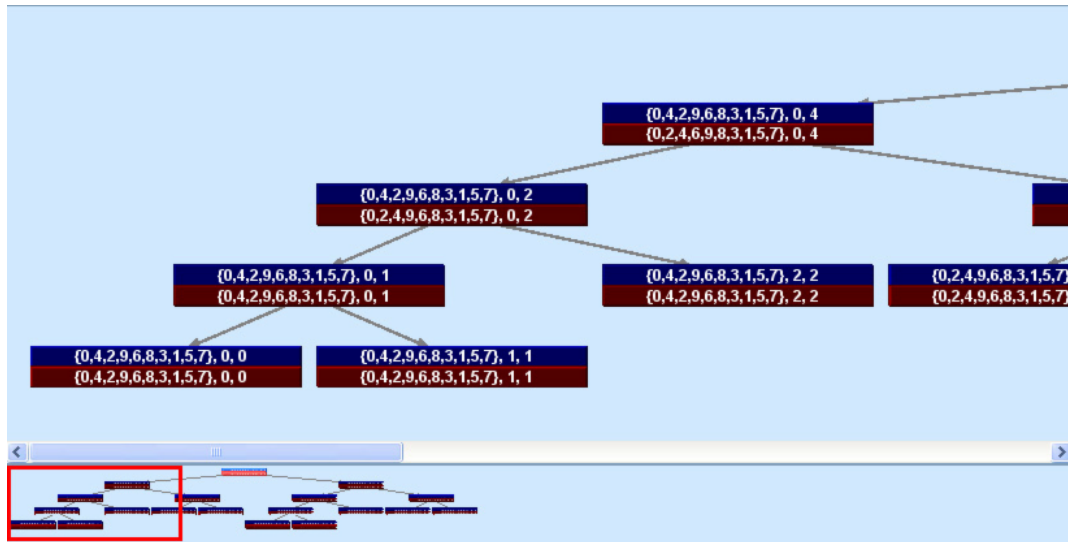 {0,4,2,9,6,8,3,1,5,7}, 0, 4
{0,2,4,6,9,8,3,1,5,7}, 0, 4
{0,4,2,9,6,8,3,1,5,7}, 0, 2
{0,2,4,9,6,8,3,1,5,7}, 0, 2
{0,4,2,9,6,8,3,1,5,7}, 0, 1
{0,4,2,9,6,8,3,1,5,7}, 0, 1
{0,4,2,9,6,8,3,1,5,7}, 2, 2
{0,4,2,9,6,8,3,1,5,7}, 2, 2
{0,2,4,9,6,8,3,1,5,7}
{0,2,4,9,6,8,3,1,5,7}
{0,4,2,9,6,8,3,1,5,7}, 0, 0
{0,4,2,9,6,8,3,1,5,7}, 0, 0
{0,4,2,9,6,8,3,1,5,7}, 1, 1
{0,4,2,9,6,8,3,1,5,7}, 1, 1